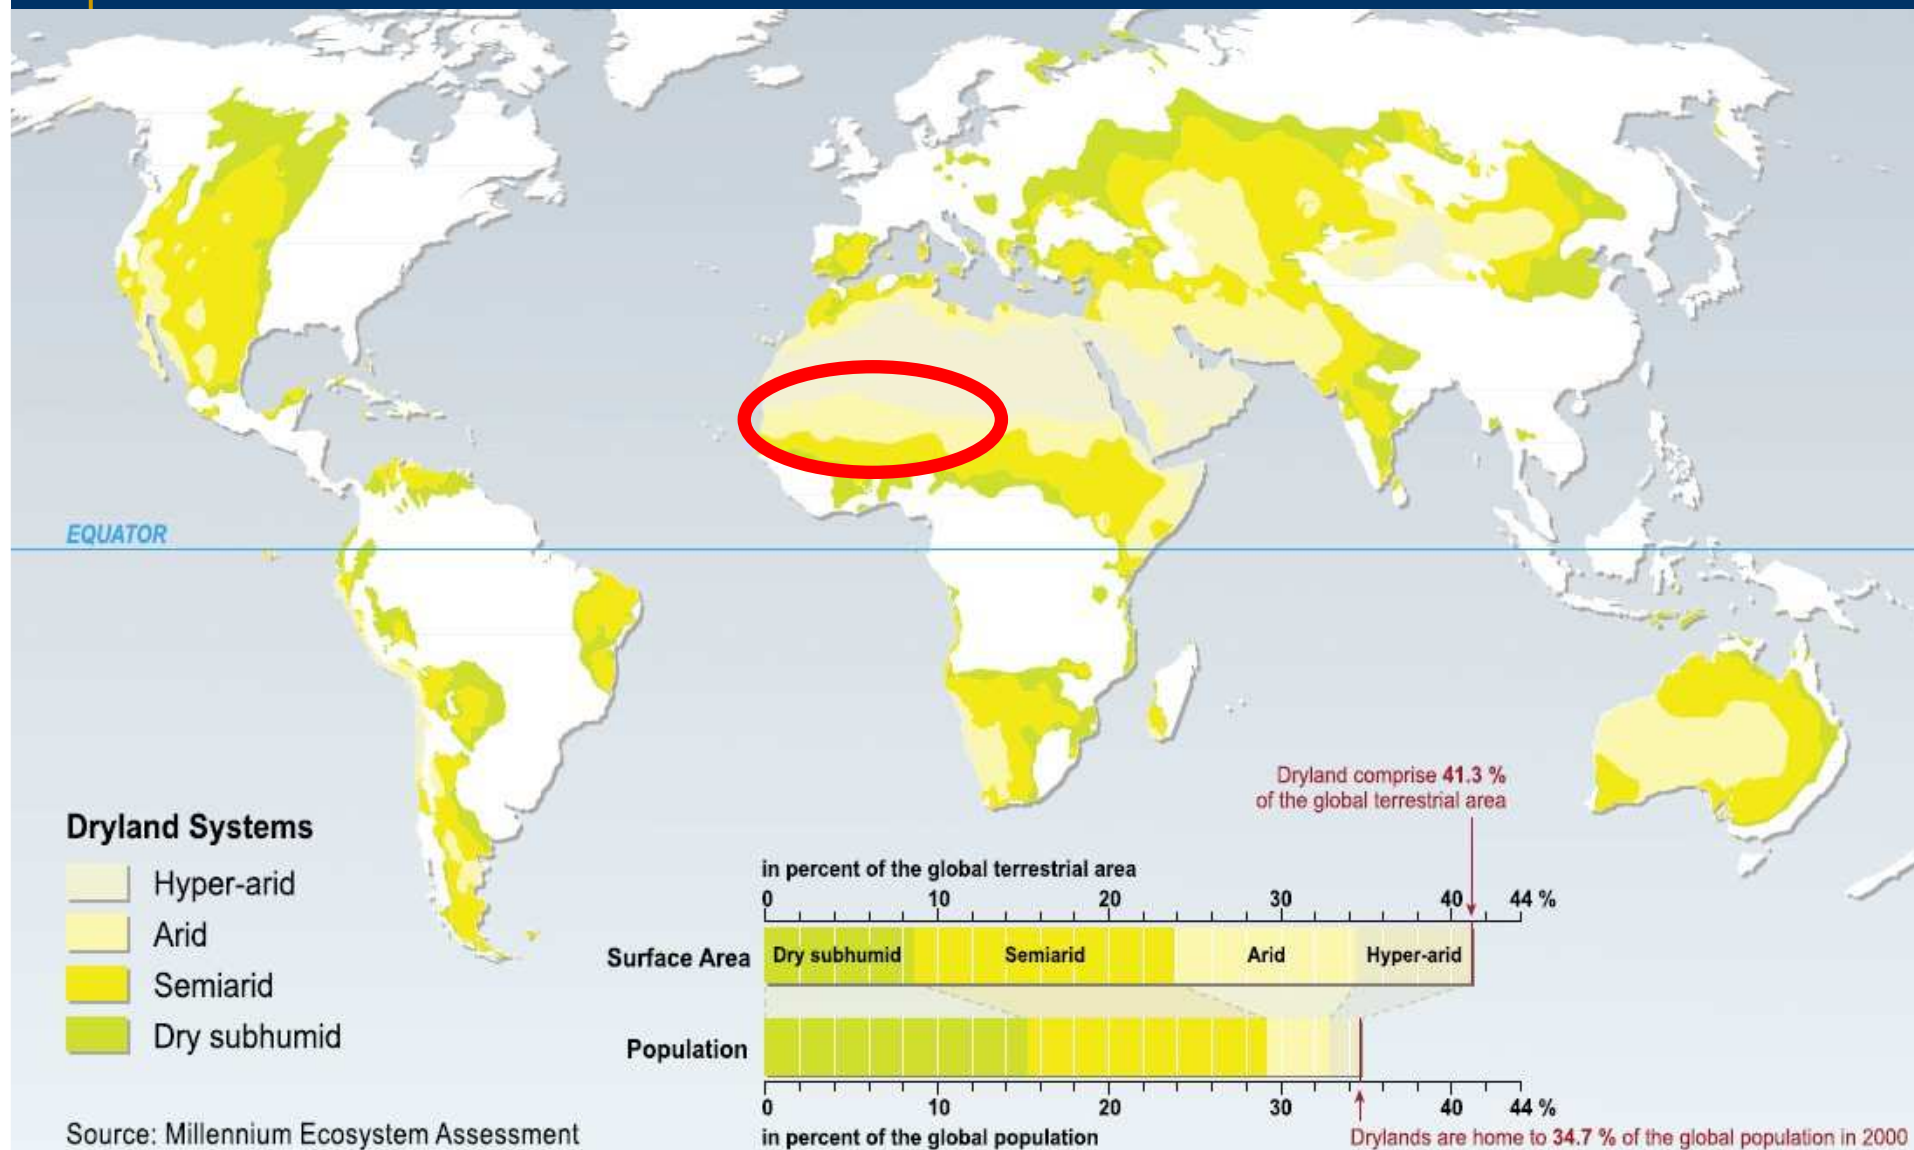 EQUATOR
Dryland comprise 41.3 %
of the global terrestrial area
Dryland Systems
Hyper-arid
Arid
Semiarid
Dry subhumid
in percent of the global terrestrial area
0 10 20 30 40 44 %
Surface Area Dry subhumid Semiarid Arid Hyper-arid
Population
0 10 20 30 40 44 %
in percent of the global population
Drylands are home to 34.7 % of the global population in 2000
Source: Millennium Ecosystem Assessment